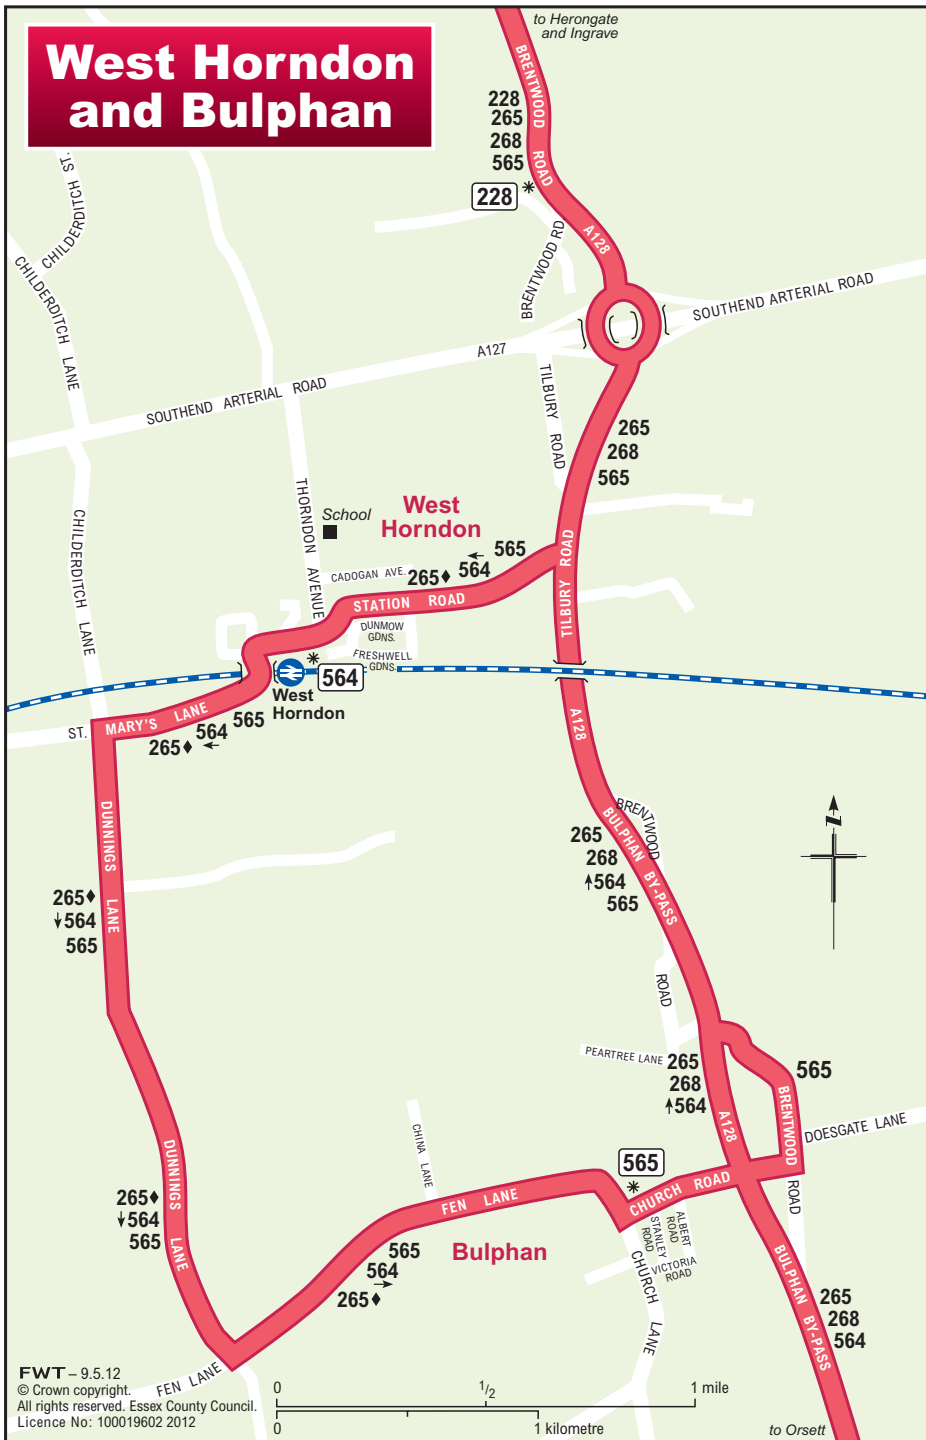 West Horndon
and Bulphan
to Herongate
and Ingrave
BRENTWOOD ROAD
228
265
268
565
228
A128
CHILDERDITCH ST.
CHILDERDITCH LANE
BRENTWOOD RD
SOUTHEND ARTERIAL ROAD
A127
SOUTHEND ARTERIAL ROAD
TILBURY ROAD
265
268
565
THORNDON AVENUE
School
West
Horndon
CHILDERDITCH LANE
TILBURY ROAD
← 565
564
265♦
CADOGAN AVE.
STATION ROAD
DUNMOW
GDNS.
FRESHWELL
GDNS.
564
West
Horndon
ST. MARY'S LANE
565
564
265♦ ←
A128
DUNNINGS LANE
BRENTWOOD ROAD
BULPHAN BY-PASS
265
268
↑564
565
N
265♦
↓564
565
PEARTREE LANE
265
268
↑564
565
BRENTWOOD ROAD
A128
DOESGATE LANE
CHINA LANE
565
CHURCH ROAD
FEN LANE
DUNNINGS LANE
265♦
↓564
565
Bulphan
565
564
→
265♦
STANLEY
ROAD
ALBERT
ROAD
VICTORIA
ROAD
CHURCH LANE
BULPHAN BY-PASS
265
268
564
FEN LANE
FWT – 9.5.12
© Crown copyright.
All rights reserved. Essex County Council.
Licence No: 100019602 2012
0 1/2 1 mile
0 1 kilometre
to Orsett